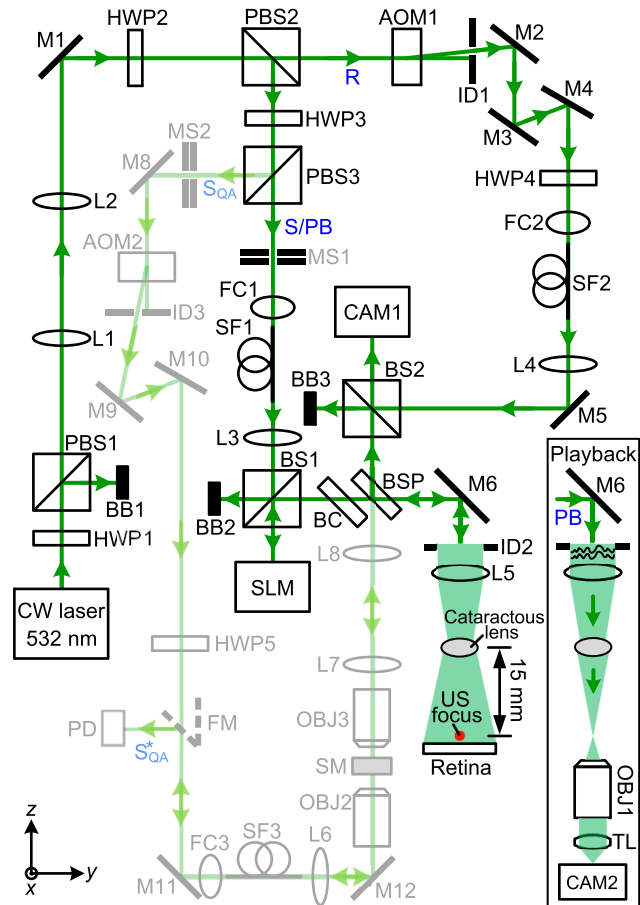 HWP2
PBS2
AOM1
M1
M2
R
ID1
M4
HWP3
MS2
M3
M8
PBS3
HWP4
S_QA
L2
FC2
S/PB
AOM2
MS1
FC1
SF2
ID3
SF1
CAM1
L1
M10
BS2
L4
BB3
M9
M5
L3
PBS1
BS1
Playback
BSP
M6
M6
BB1
BB2
BC
PB
HWP1
ID2
L8
L5
SLM
CW laser
532 nm
Cataractous
lens
HWP5
L7
15 mm
PD
FM
OBJ3
US
focus
S*_QA
SM
Retina
OBJ1
OBJ2
z
SF3
L6
TL
FC3
x
y
M11
M12
CAM2